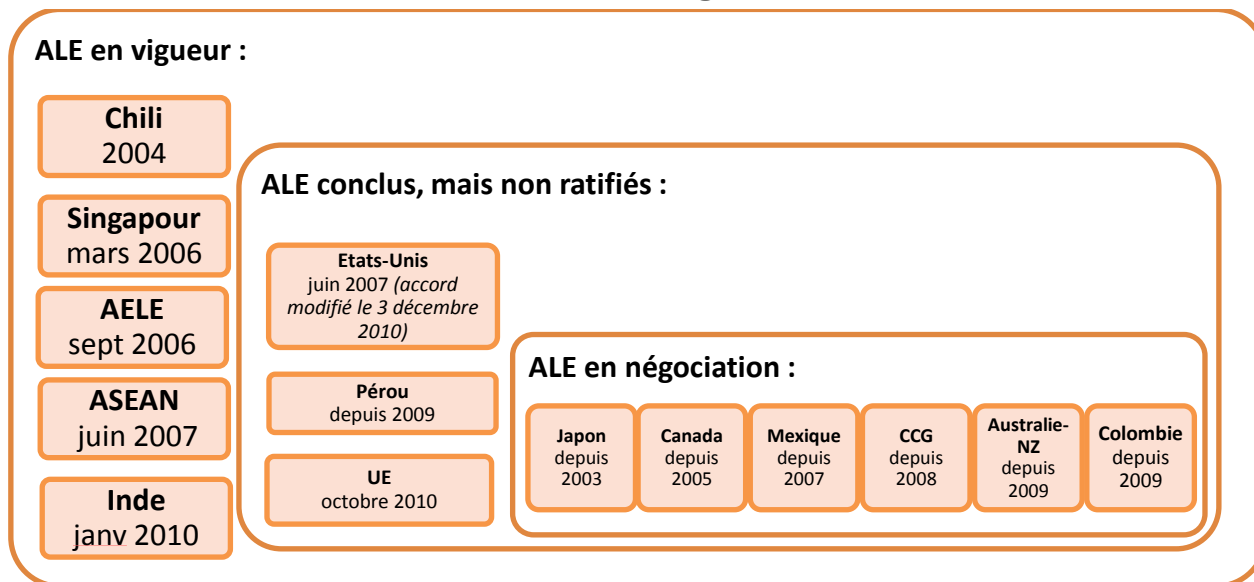 ALE en vigueur :
Chili
2004
Singapour
mars 2006
AELE
sept 2006
ASEAN
juin 2007
Inde
janv 2010
ALE conclus, mais non ratifiés :
Etats-Unis
juin 2007 (accord
modifié le 3 décembre
2010)
Pérou
depuis 2009
UE
octobre 2010
ALE en négociation :
Japon
depuis
2003
Canada
depuis
2005
Mexique
depuis
2007
CCG
depuis
2008
Australie-
NZ
depuis
2009
Colombie
depuis
2009